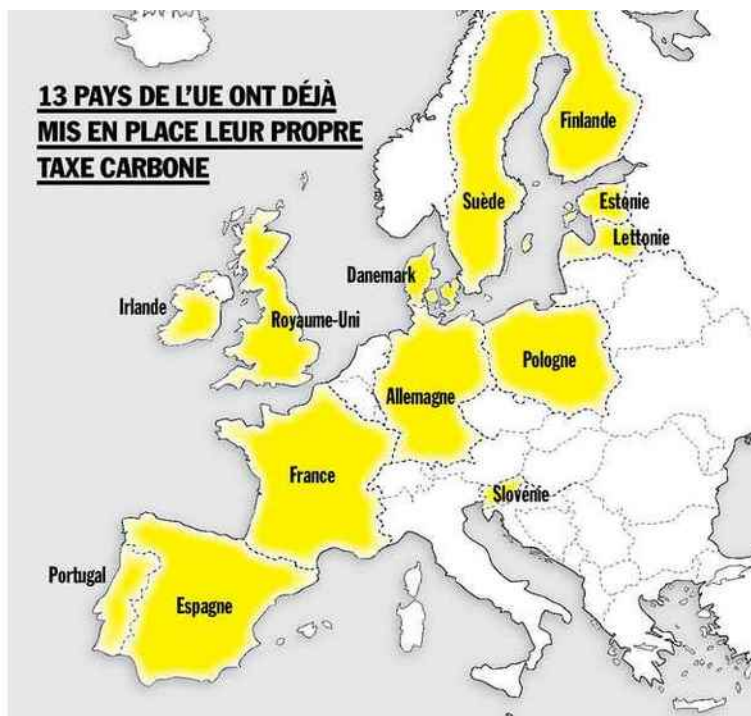 13 PAYS DE L'UE ONT DÉJÀ
MIS EN PLACE LEUR PROPRE
TAXE CARBONE
Finlande
Suède
Estonie
Lettonie
Danemark
Irlande
Royaume-Uni
Pologne
Allemagne
France
Slovénie
Portugal
Espagne